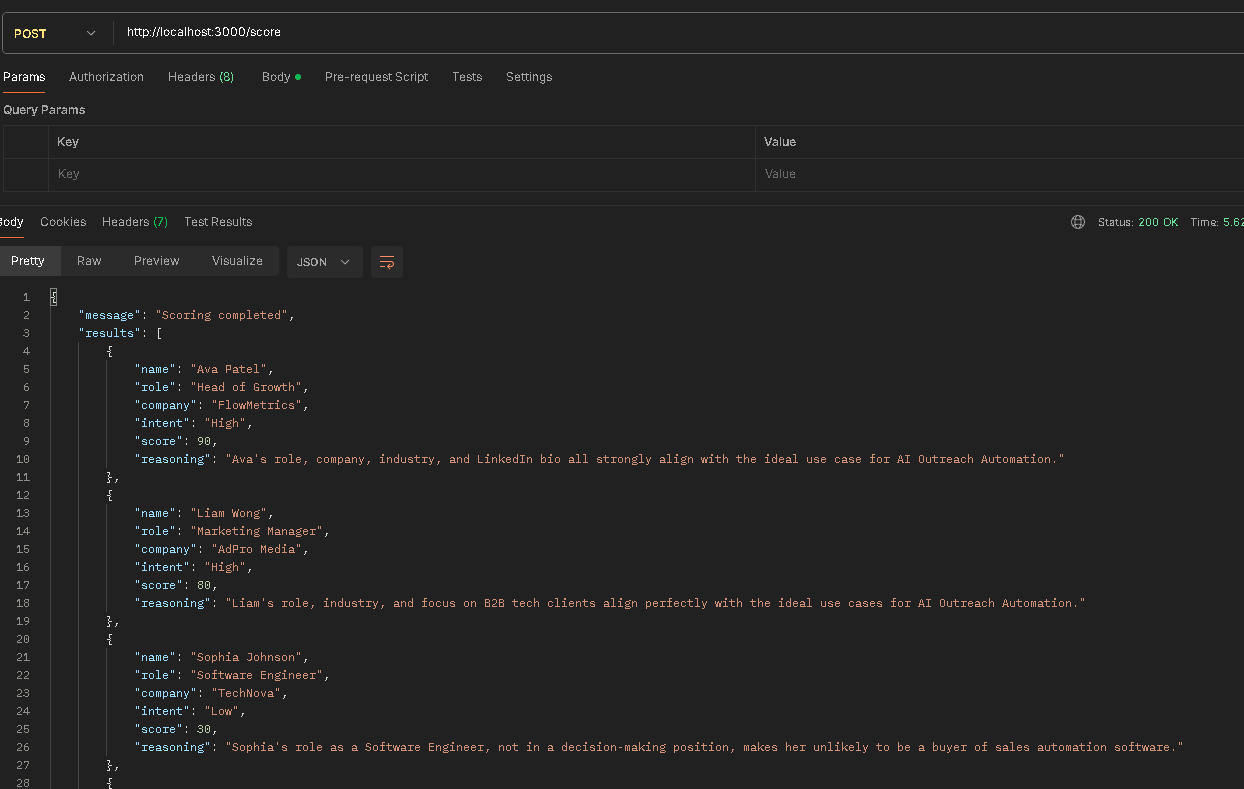 POST http://localhost:3000/score
Params Authorization Headers (8) Body Pre-request Script Tests Settings
Query Params
Key Value
Key Value
Body Cookies Headers (7) Test Results Status: 200 OK Time: 5.62
Pretty Raw Preview Visualize JSON
1 {
2 "message": "Scoring completed",
3 "results": [
4 {
5 "name": "Ava Patel",
6 "role": "Head of Growth",
7 "company": "FlowMetrics",
8 "intent": "High",
9 "score": 90,
10 "reasoning": "Ava's role, company, industry, and LinkedIn bio all strongly align with the ideal use case for AI Outreach Automation."
11 },
12 {
13 "name": "Liam Wong",
14 "role": "Marketing Manager",
15 "company": "AdPro Media",
16 "intent": "High",
17 "score": 80,
18 "reasoning": "Liam's role, industry, and focus on B2B tech clients align perfectly with the ideal use cases for AI Outreach Automation."
19 },
20 {
21 "name": "Sophia Johnson",
22 "role": "Software Engineer",
23 "company": "TechNova",
24 "intent": "Low",
25 "score": 30,
26 "reasoning": "Sophia's role as a Software Engineer, not in a decision-making position, makes her unlikely to be a buyer of sales automation software."
27 },
28 {